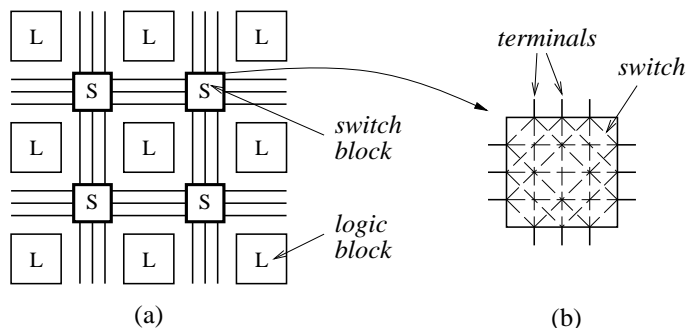 L L L
terminals
switch
S S
L L L
switch
block
S S
logic
block
L L L
(a)
(b)